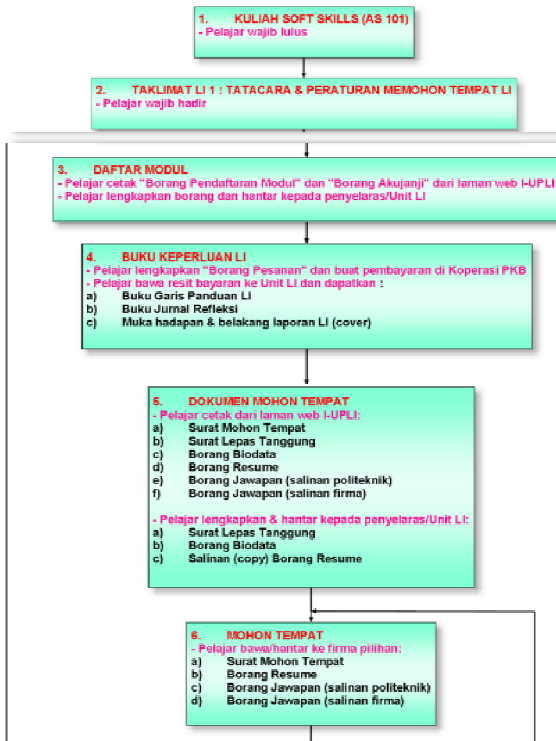 1. KULIAH SOFT SKILLS (AS 101)
- Pelajar wajib lulus
2. TAKLIMAT LI 1 : TATACARA & PERATURAN MEMOHON TEMPAT LI
- Pelajar wajib hadir
3. DAFTAR MODUL
- Pelajar cetak "Borang Pendaftaran Modul" dan "Borang Akujanji" dari laman web I-UPLI
- Pelajar lengkapkan borang dan hantar kepada penyelaras/Unit LI
4. BUKU KEPERLUAN LI
- Pelajar lengkapkan "Borang Pesanan" dan buat pembayaran di Koperasi PKB
- Pelajar bawa resit bayaran ke Unit LI dan dapatkan :
a) Buku Garis Panduan LI
b) Buku Jurnal Refleksi
c) Muka hadapan & belakang laporan LI (cover)
5. DOKUMEN MOHON TEMPAT
- Pelajar cetak dari laman web I-UPLI:
a) Surat Mohon Tempat
b) Surat Lepas Tanggung
c) Borang Biodata
d) Borang Resume
e) Borang Jawapan (salinan politeknik)
f) Borang Jawapan (salinan firma)
- Pelajar lengkapkan & hantar kepada penyelaras/Unit LI:
a) Surat Lepas Tanggung
b) Borang Biodata
c) Salinan (copy) Borang Resume
6. MOHON TEMPAT
- Pelajar bawa/hantar ke firma pilihan:
a) Surat Mohon Tempat
b) Borang Resume
c) Borang Jawapan (salinan politeknik)
d) Borang Jawapan (salinan firma)